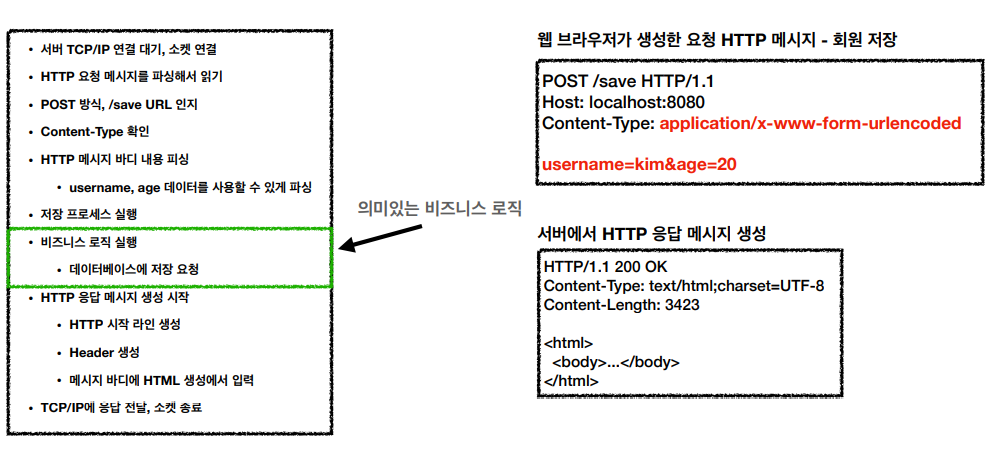 • 서버 TCP/IP 연결 대기, 소켓 연결
• HTTP 요청 메시지를 파싱해서 읽기
• POST 방식, /save URL 인지
• Content-Type 확인
• HTTP 메시지 바디 내용 피싱
• username, age 데이터를 사용할 수 있게 파싱
• 저장 프로세스 실행
• 비즈니스 로직 실행
• 데이터베이스에 저장 요청
• HTTP 응답 메시지 생성 시작
• HTTP 시작 라인 생성
• Header 생성
• 메시지 바디에 HTML 생성에서 입력
• TCP/IP에 응답 전달, 소켓 종료
의미있는 비즈니스 로직
웹 브라우저가 생성한 요청 HTTP 메시지 - 회원 저장
POST /save HTTP/1.1
Host: localhost:8080
Content-Type: application/x-www-form-urlencoded
username=kim&age=20
서버에서 HTTP 응답 메시지 생성
HTTP/1.1 200 OK
Content-Type: text/html;charset=UTF-8
Content-Length: 3423
<html>
<body>...</body>
</html>